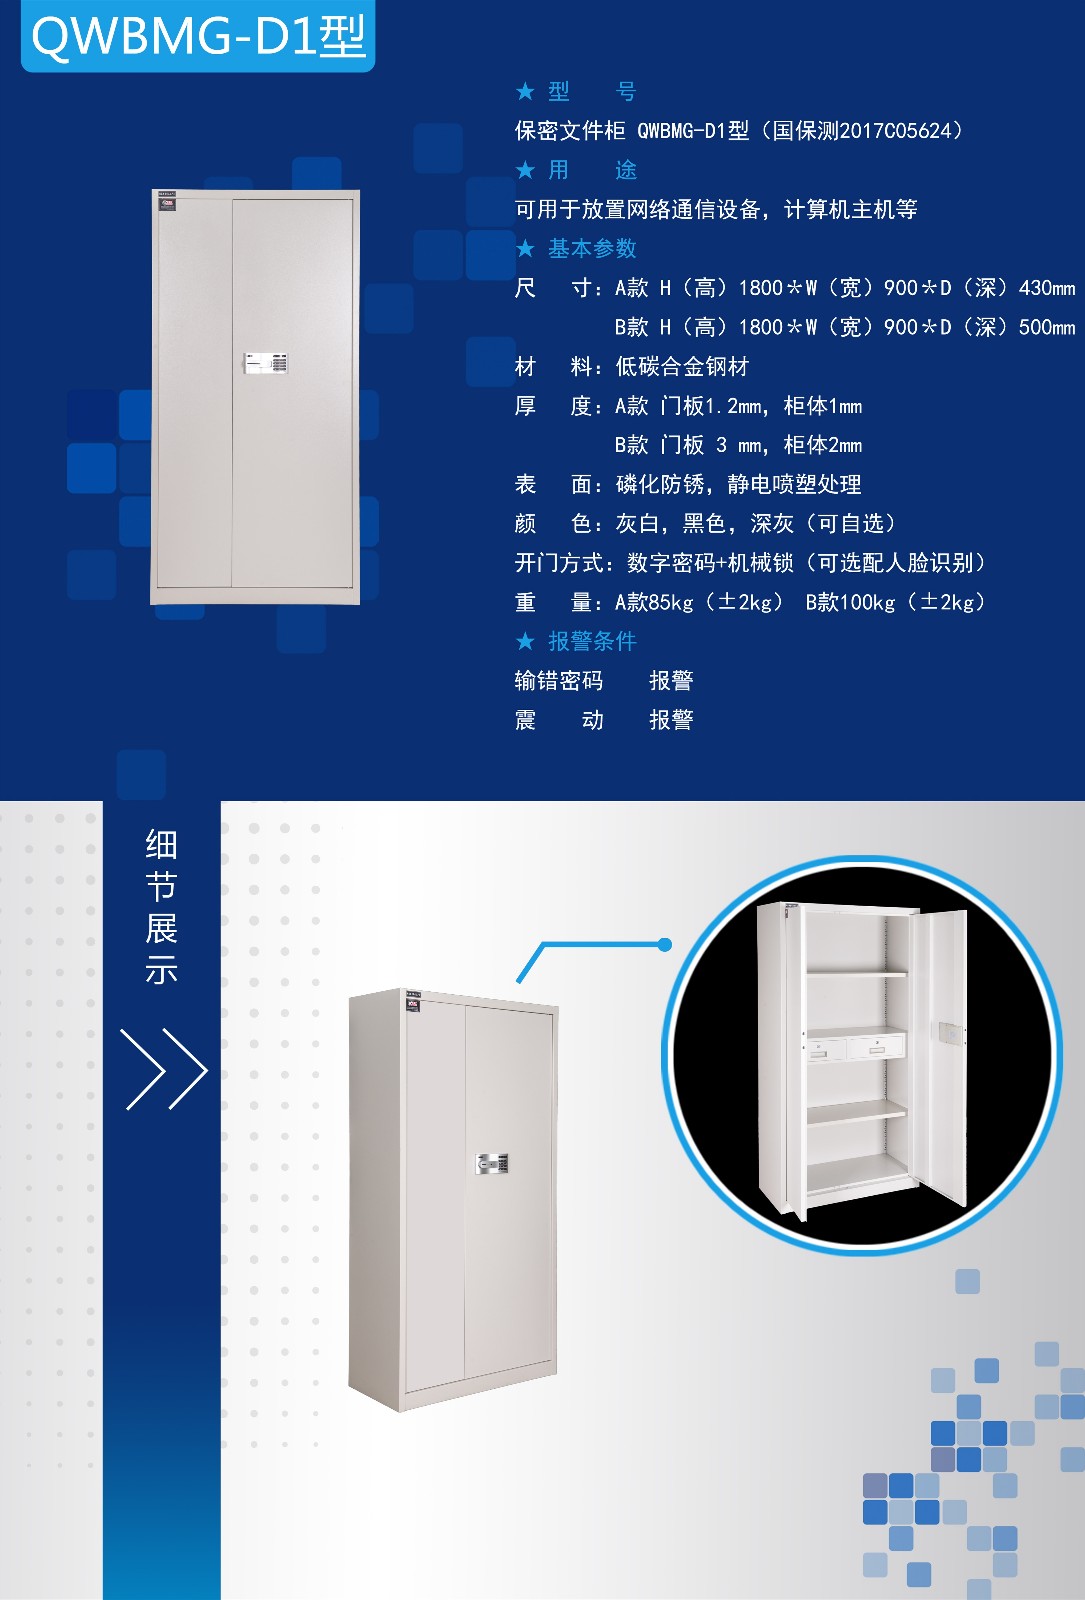 QWBMG-D1型
★ 型 号
保密文件柜 QWBMG-D1型（国保测2017C05624）
★ 用 途
可用于放置网络通信设备，计算机主机等
★ 基本参数
尺 寸：A款 H（高）1800＊W（宽）900＊D（深）430mm
B款 H（高）1800＊W（宽）900＊D（深）500mm
材 料：低碳合金钢材
厚 度：A款 门板1.2mm，柜体1mm
B款 门板 3 mm，柜体2mm
表 面：磷化防锈，静电喷塑处理
颜 色：灰白，黑色，深灰（可自选）
开门方式：数字密码+机械锁（可选配人脸识别）
重 量：A款85kg（±2kg） B款100kg（±2kg）
★ 报警条件
输错密码 报警
震 动 报警
细节展示